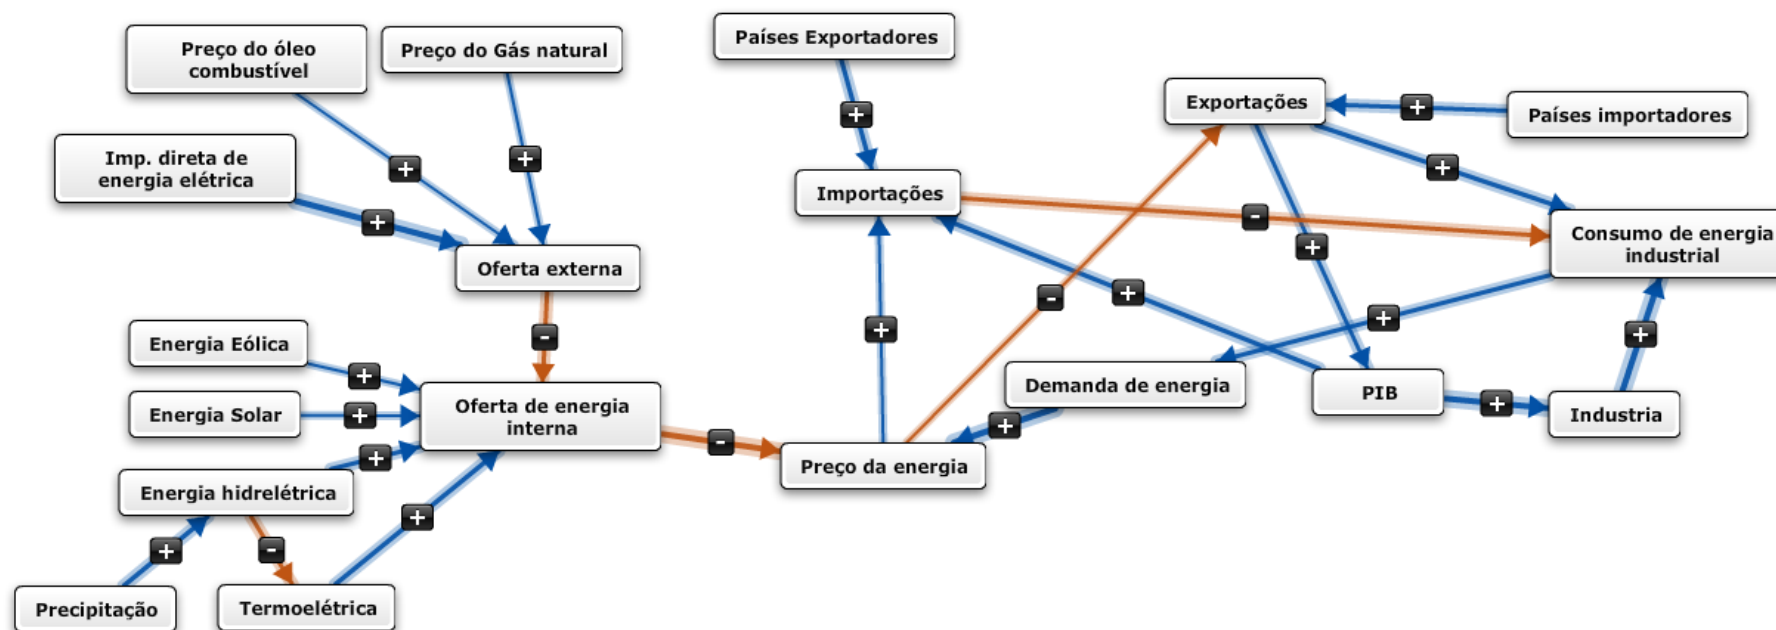 Preço do óleo
combustível
Preço do Gás natural
Países Exportadores
Exportações
Países importadores
+
+
+
+
+
Imp. direta de
energia elétrica
+
+
Importações
-
+
Consumo de energia
industrial
Oferta externa
-
+
-
+
+
+
Energia Eólica
+
Demanda de energia
PIB
+
Industria
Energia Solar
+
Oferta de energia
interna
-
+
Preço da energia
+
Energia hidrelétrica
+
+
-
Precipitação
Termoelétrica